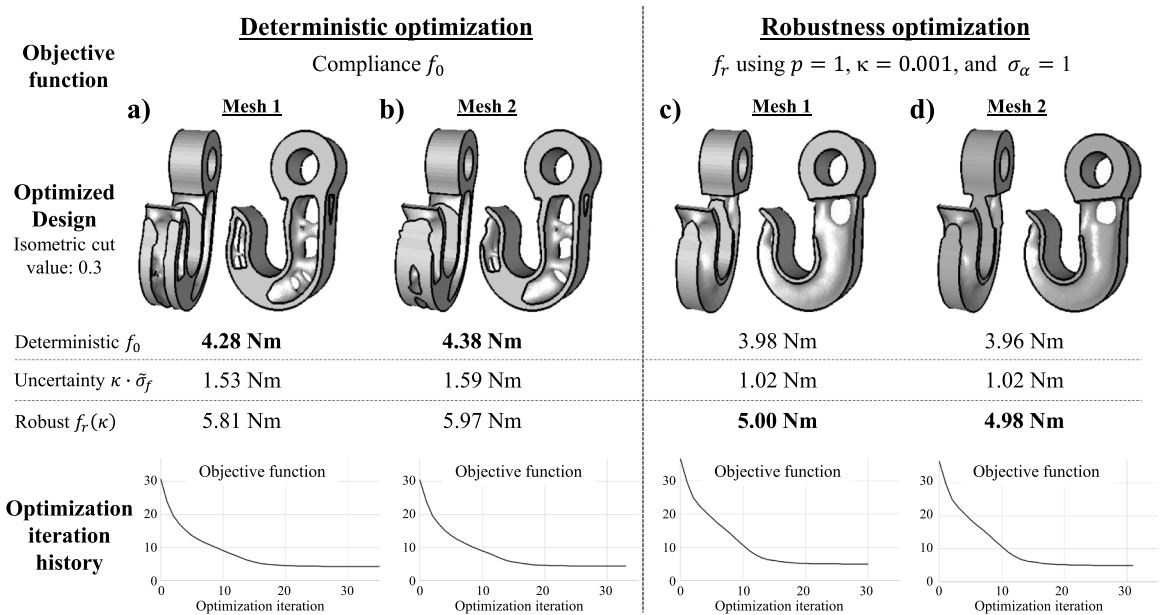 Deterministic optimization
Robustness optimization
Objective function
Compliance f₀
fᵣ using p = 1, κ = 0.001, and σ_α = 1
a) Mesh 1
b) Mesh 2
c) Mesh 1
d) Mesh 2
Optimized
Design
Isometric cut
value: 0.3
Deterministic f₀ 4.28 Nm 4.38 Nm 3.98 Nm 3.96 Nm
Uncertainty κ · σ̃_f 1.53 Nm 1.59 Nm 1.02 Nm 1.02 Nm
Robust fᵣ(κ) 5.81 Nm 5.97 Nm 5.00 Nm 4.98 Nm
Optimization
iteration
history
Objective function
30
20
10
0
0 10 20 30
Optimization iteration
Objective function
30
20
10
0
0 10 20 30
Optimization iteration
Objective function
30
20
10
0
0 10 20 30
Optimization iteration
Objective function
30
20
10
0
0 10 20 30
Optimization iteration